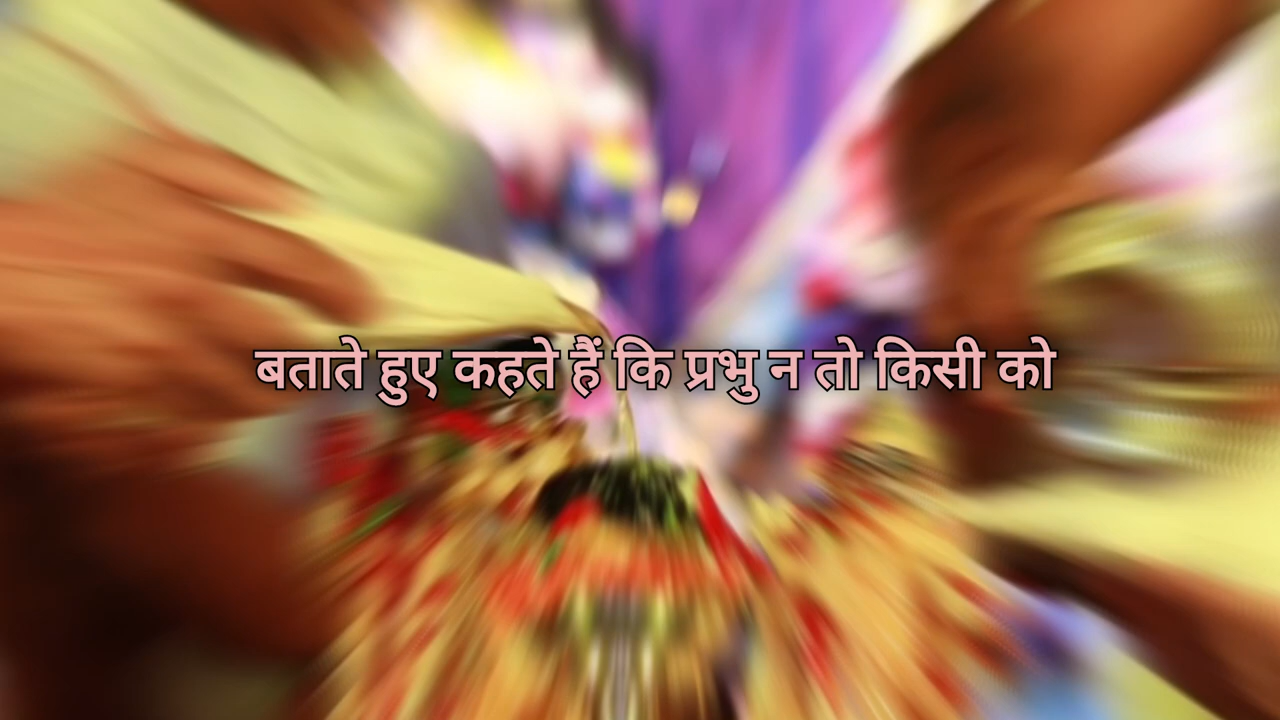 बताते हुए कहते हैं कि प्रभु न तो किसी को